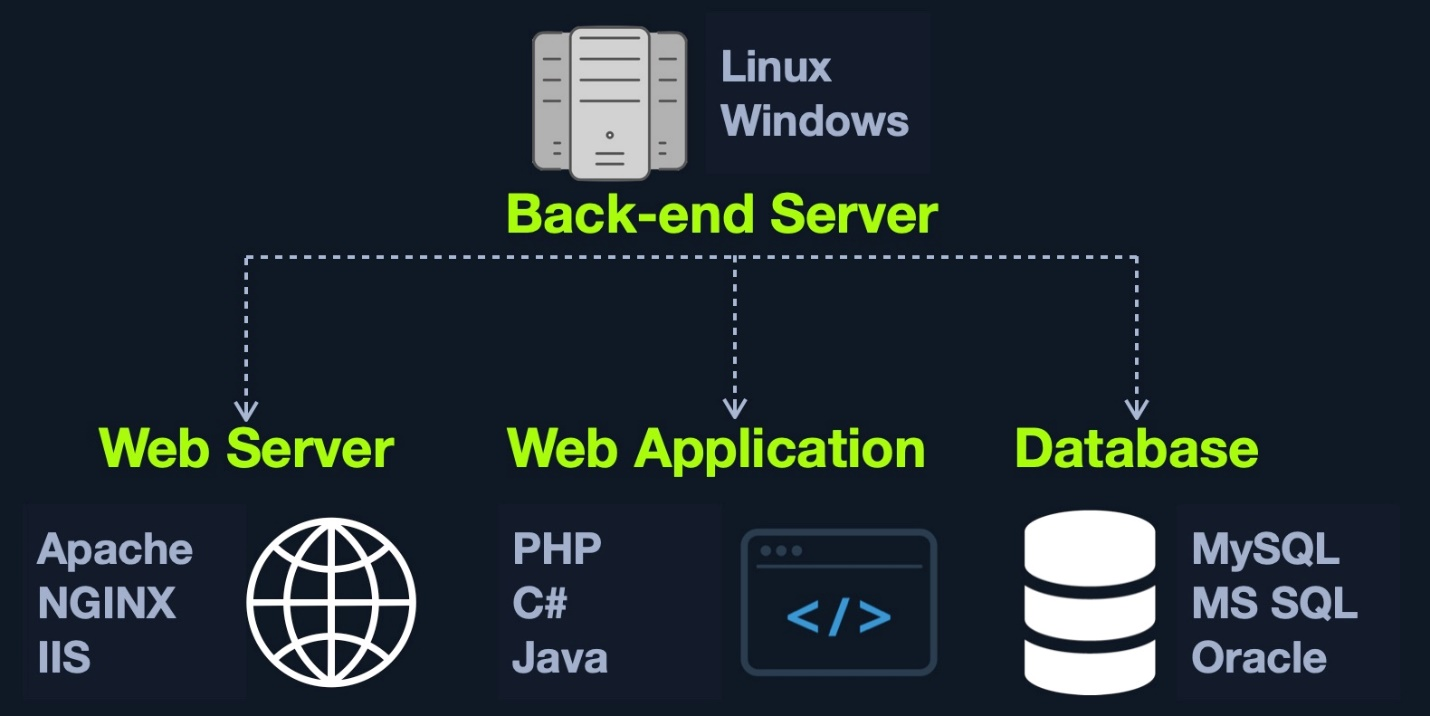 Linux
Windows
Back-end Server
Web Server
Web Application
Database
Apache
NGINX
IIS
PHP
C#
Java
</>
MySQL
MS SQL
Oracle